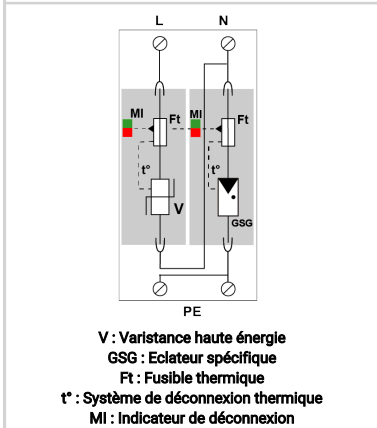 L N
MI Ft MI Ft
t° t°
V
GSG
PE
V : Varistance haute énergie
GSG : Eclateur spécifique
Ft : Fusible thermique
t° : Système de déconnexion thermique
MI : Indicateur de déconnexion